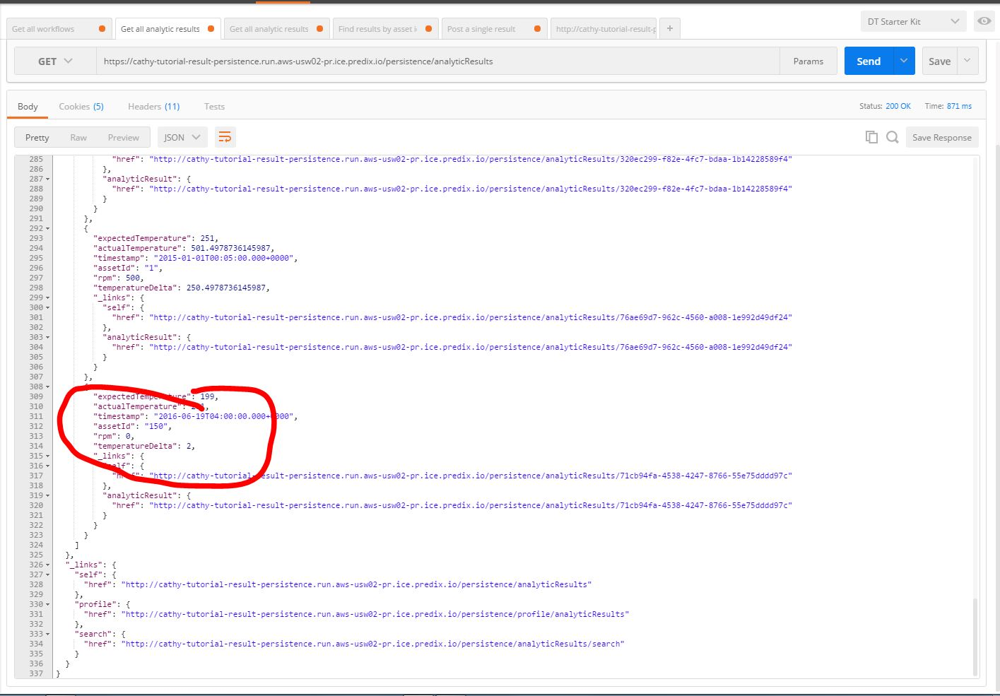 Get all workflows Get all analytic results Get all analytic results Find results by asset i Post a single result http://cathy-tutorial-result-p + DT Starter Kit
GET https://cathy-tutorial-result-persistence.run.aws-usw02-pr.ice.predix.io/persistence/analyticResults Params Send Save
Body Cookies (5) Headers (11) Tests Status: 200 OK Time: 871 ms
Pretty Raw Preview JSON Save Response
285 "href": "http://cathy-tutorial-result-persistence.run.aws-usw02-pr.ice.predix.io/persistence/analyticResults/320ec299-f82e-4fc7-bdaa-1b14228589f4"
286 },
287 "analyticResult": {
288 "href": "http://cathy-tutorial-result-persistence.run.aws-usw02-pr.ice.predix.io/persistence/analyticResults/320ec299-f82e-4fc7-bdaa-1b14228589f4"
289 }
290 }
291 },
292 {
293 "expectedTemperature": 251,
294 "actualTemperature": 501.4978736145987,
295 "timestamp": "2015-01-01T00:05:00.000+0000",
296 "assetId": "1",
297 "rpm": 500,
298 "temperatureDelta": 250.4978736145987,
299 "_links": {
300 "self": {
301 "href": "http://cathy-tutorial-result-persistence.run.aws-usw02-pr.ice.predix.io/persistence/analyticResults/76ae69d7-962c-4560-a008-1e992d49df24"
302 },
303 "analyticResult": {
304 "href": "http://cathy-tutorial-result-persistence.run.aws-usw02-pr.ice.predix.io/persistence/analyticResults/76ae69d7-962c-4560-a008-1e992d49df24"
305 }
306 }
307 },
308
309 "expectedTemperature": 199,
310 "actualTemperature":
311 "timestamp": "2016-06-19T04:00:00.000+0000",
312 "assetId": "150",
313 "rpm": 0,
314 "temperatureDelta": 2,
315 "_links": {
316 "self": {
317 "href": "http://cathy-tutorial-result-persistence.run.aws-usw02-pr.ice.predix.io/persistence/analyticResults/71cb94fa-4538-4247-8766-55e75dddd97c"
318 },
319 "analyticResult": {
320 "href": "http://cathy-tutorial-result-persistence.run.aws-usw02-pr.ice.predix.io/persistence/analyticResults/71cb94fa-4538-4247-8766-55e75dddd97c"
321 }
322 }
323 }
324 ]
325 },
326 "_links": {
327 "self": {
328 "href": "http://cathy-tutorial-result-persistence.run.aws-usw02-pr.ice.predix.io/persistence/analyticResults"
329 },
330 "profile": {
331 "href": "http://cathy-tutorial-result-persistence.run.aws-usw02-pr.ice.predix.io/persistence/profile/analyticResults"
332 },
333 "search": {
334 "href": "http://cathy-tutorial-result-persistence.run.aws-usw02-pr.ice.predix.io/persistence/analyticResults/search"
335 }
336 }
337 }